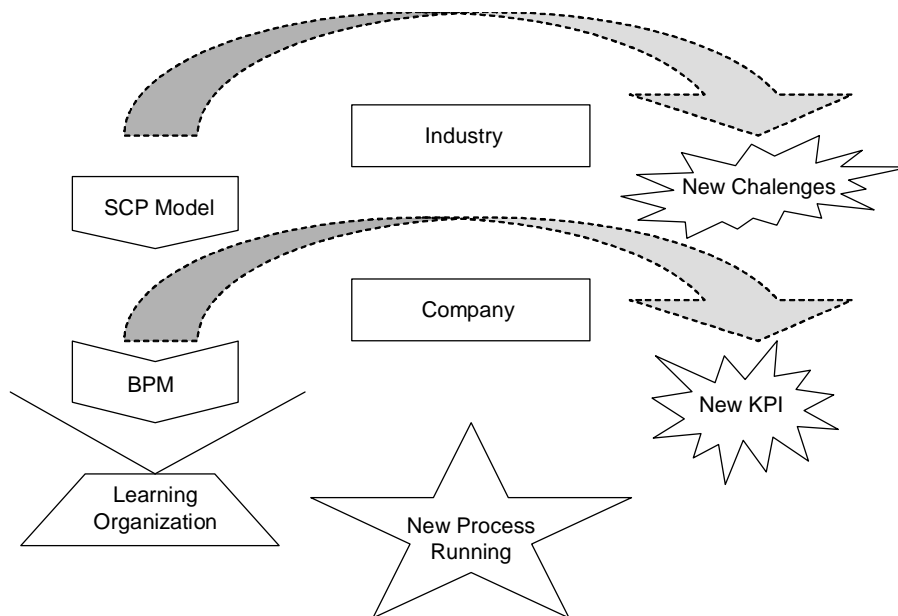 Industry
New Chalenges
SCP Model
Company
BPM
New KPI
Learning
Organization
New Process
Running